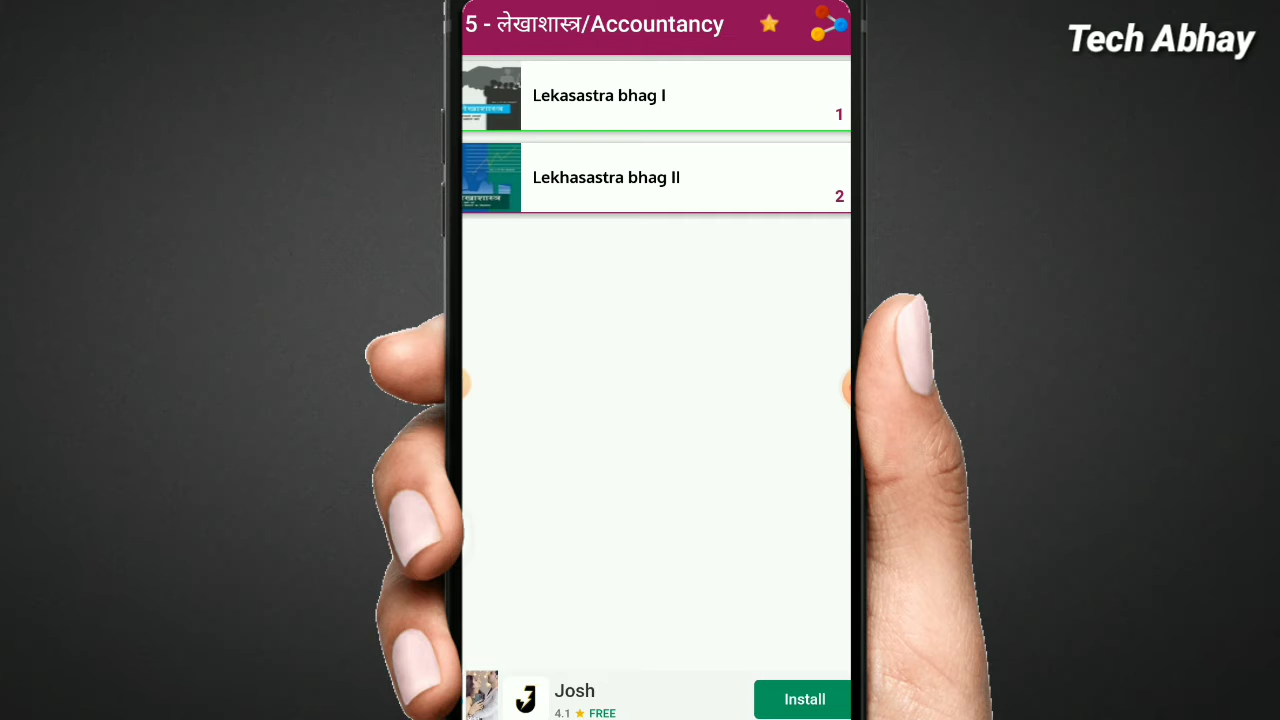 5 - लेखाशास्त्र/Accountancy
Tech Abhay
Lekasastra bhag I
1
Lekhasastra bhag II
2
Josh
4.1 ★ FREE
Install